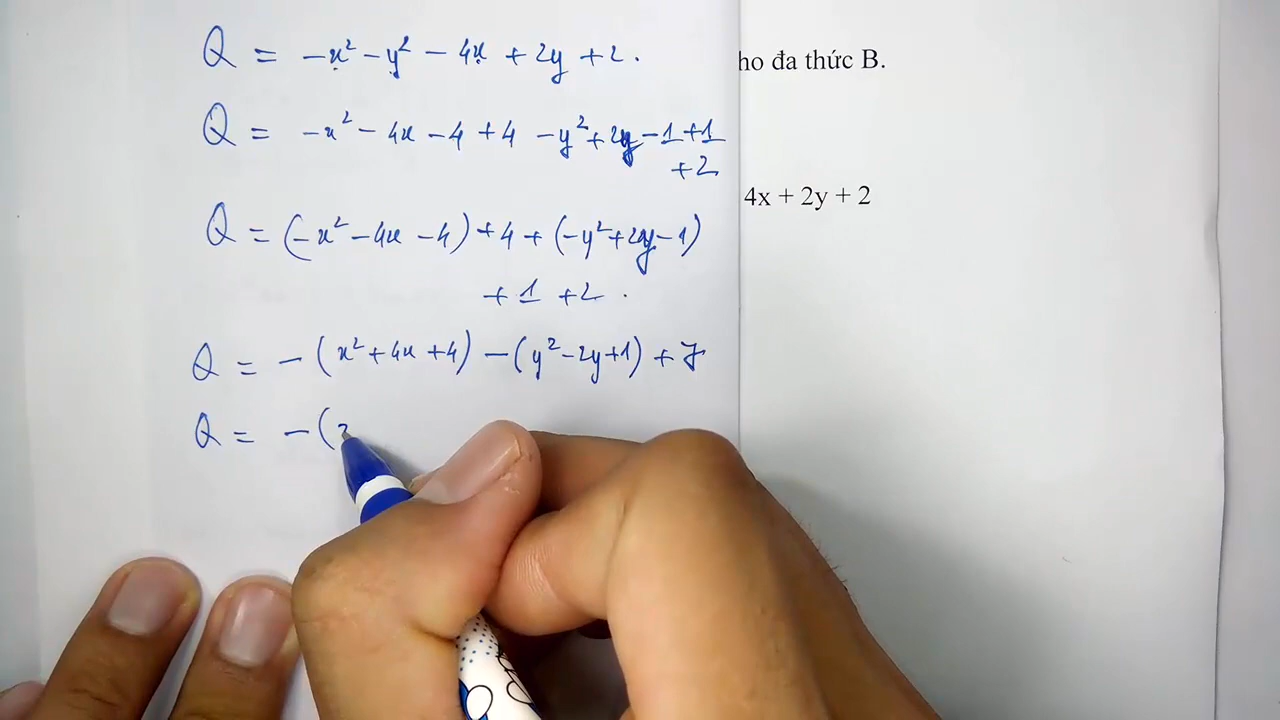 Q = -x² - y² - 4x + 2y + 2.
ho đa thức B.
Q = -x² - 4x - 4 + 4 - y² + 2y - 1 + 1
+2
4x + 2y + 2
Q = (-x² - 4x - 4) + 4 + (-y² + 2y - 1)
+ 1 + 2.
Q = -(x² + 4x + 4) - (y² - 2y + 1) + 7
Q = -(